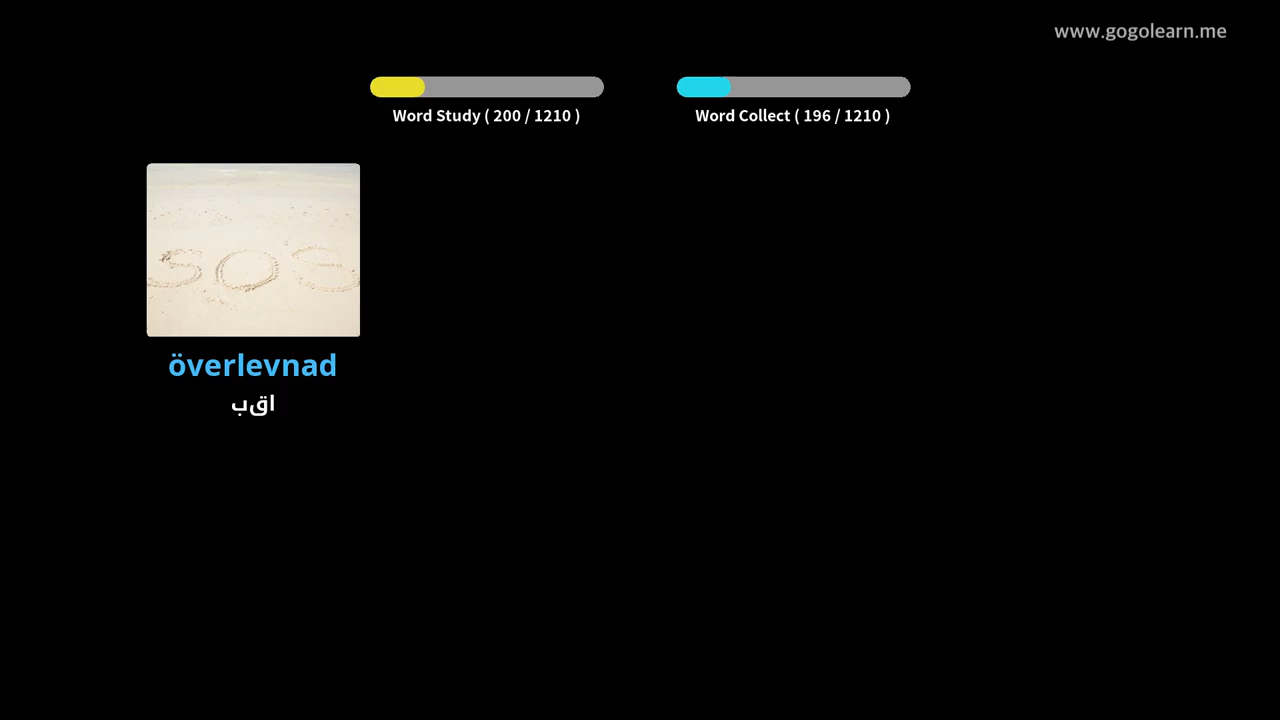 www.gogolearn.me
Word Study ( 200 / 1210 )
Word Collect ( 196 / 1210 )
SOS
överlevnad
اقب